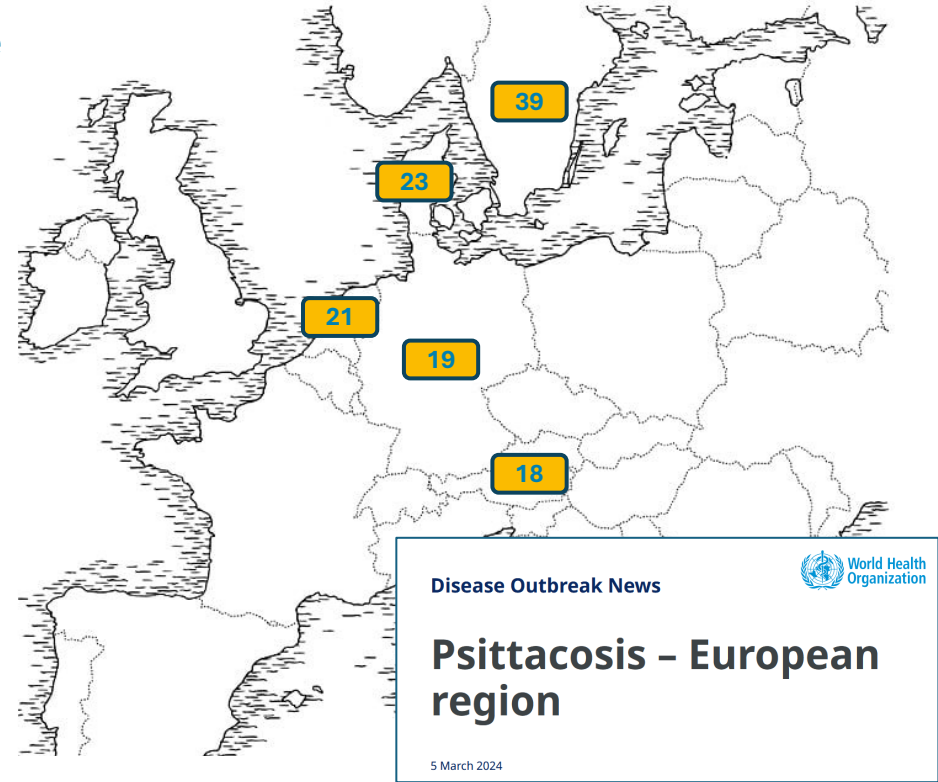 39
23
21
19
18
Disease Outbreak News
World Health
Organization
Psittacosis – European
region
5 March 2024